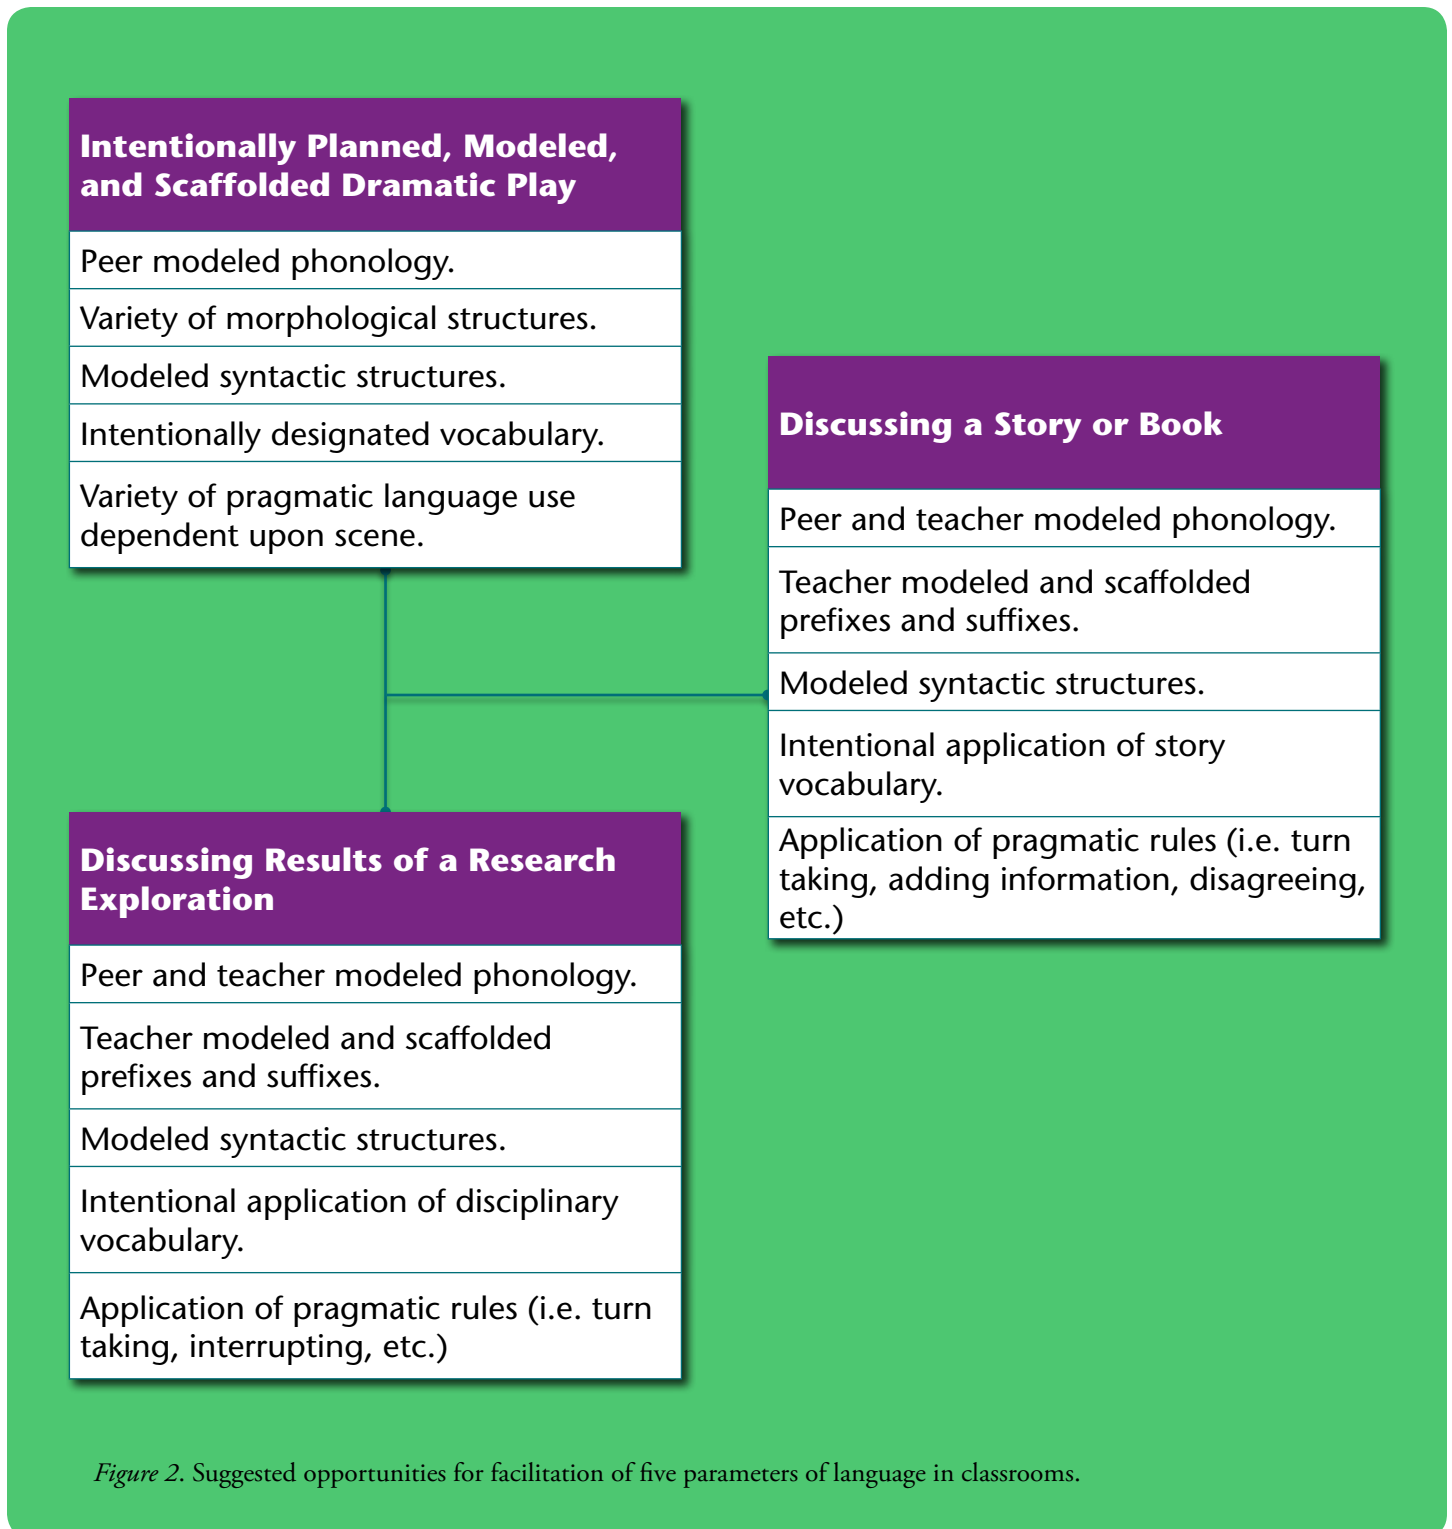 Intentionally Planned, Modeled,
and Scaffolded Dramatic Play
Peer modeled phonology.
Variety of morphological structures.
Modeled syntactic structures.
Intentionally designated vocabulary.
Variety of pragmatic language use
dependent upon scene.
Discussing a Story or Book
Peer and teacher modeled phonology.
Teacher modeled and scaffolded
prefixes and suffixes.
Modeled syntactic structures.
Intentional application of story
vocabulary.
Application of pragmatic rules (i.e. turn
taking, adding information, disagreeing,
etc.)
Discussing Results of a Research
Exploration
Peer and teacher modeled phonology.
Teacher modeled and scaffolded
prefixes and suffixes.
Modeled syntactic structures.
Intentional application of disciplinary
vocabulary.
Application of pragmatic rules (i.e. turn
taking, interrupting, etc.)
Figure 2. Suggested opportunities for facilitation of five parameters of language in classrooms.